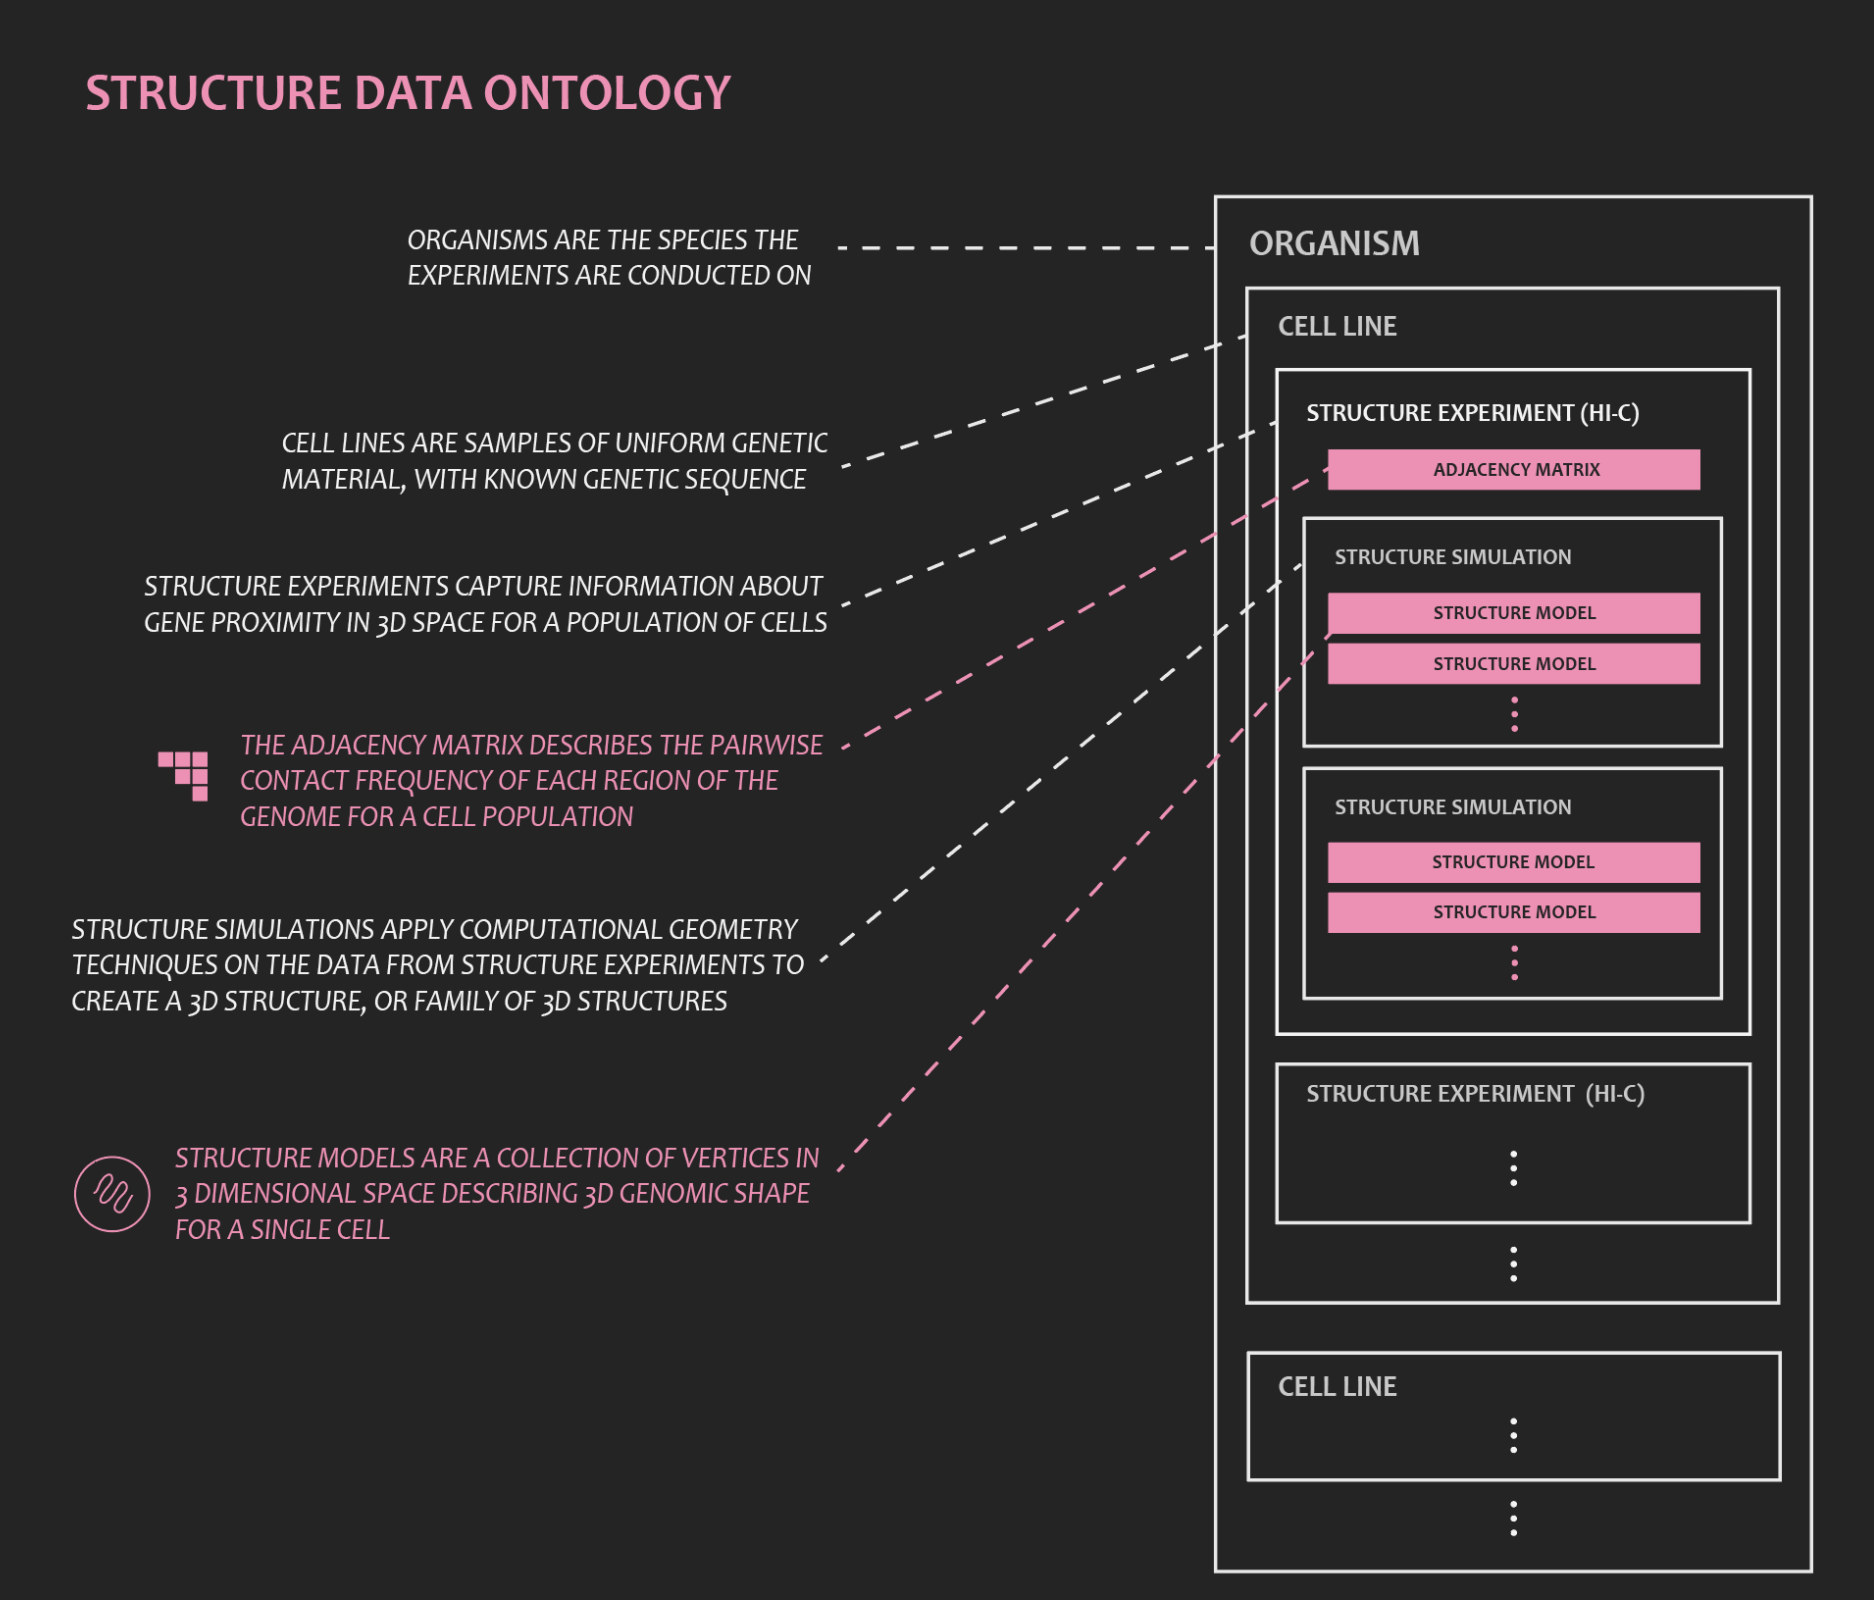 STRUCTURE DATA ONTOLOGY
ORGANISMS ARE THE SPECIES THE
EXPERIMENTS ARE CONDUCTED ON
CELL LINES ARE SAMPLES OF UNIFORM GENETIC
MATERIAL, WITH KNOWN GENETIC SEQUENCE
STRUCTURE EXPERIMENTS CAPTURE INFORMATION ABOUT
GENE PROXIMITY IN 3D SPACE FOR A POPULATION OF CELLS
THE ADJACENCY MATRIX DESCRIBES THE PAIRWISE
CONTACT FREQUENCY OF EACH REGION OF THE
GENOME FOR A CELL POPULATION
STRUCTURE SIMULATIONS APPLY COMPUTATIONAL GEOMETRY
TECHNIQUES ON THE DATA FROM STRUCTURE EXPERIMENTS TO
CREATE A 3D STRUCTURE, OR FAMILY OF 3D STRUCTURES
STRUCTURE MODELS ARE A COLLECTION OF VERTICES IN
3 DIMENSIONAL SPACE DESCRIBING 3D GENOMIC SHAPE
FOR A SINGLE CELL
ORGANISM
CELL LINE
STRUCTURE EXPERIMENT (HI-C)
ADJACENCY MATRIX
STRUCTURE SIMULATION
STRUCTURE MODEL
STRUCTURE MODEL
STRUCTURE SIMULATION
STRUCTURE MODEL
STRUCTURE MODEL
STRUCTURE EXPERIMENT (HI-C)
CELL LINE